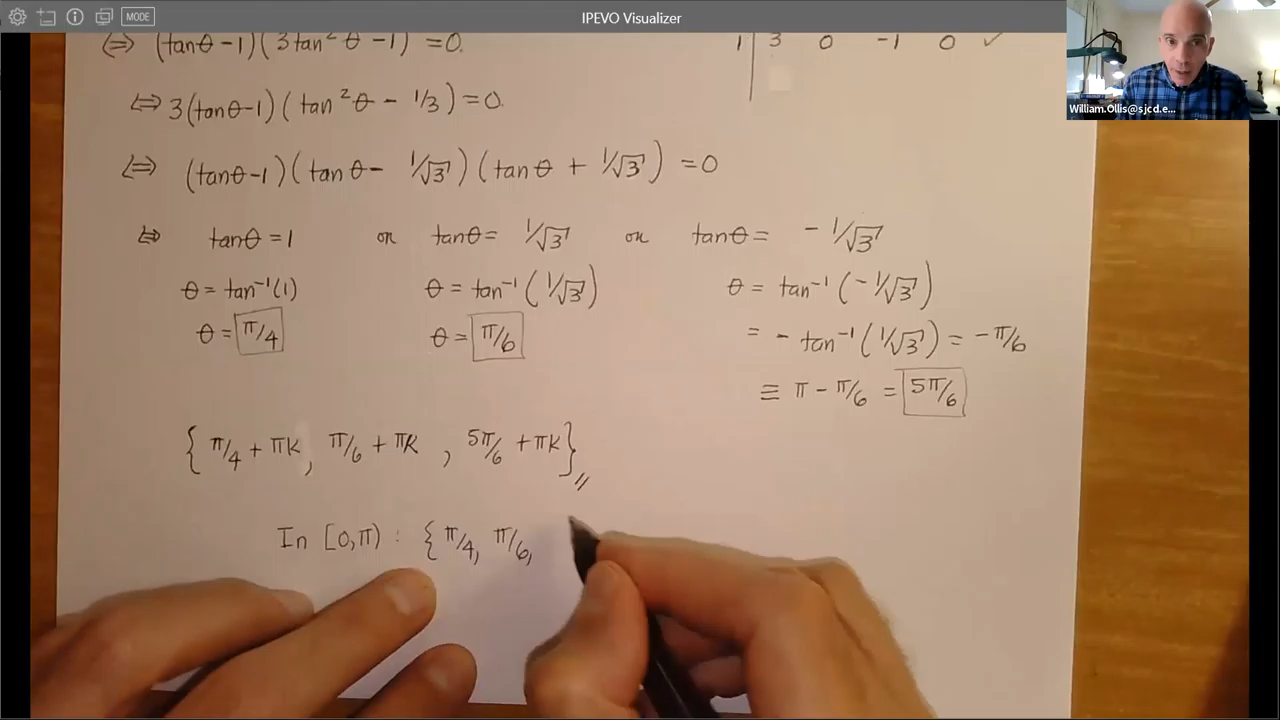 MODE
IPEVO Visualizer
⇔ (tanθ -1)(3tan²θ -1) = 0.
1 | 3 0 -1 0 ✓
William.Ollis@sjcd.e...
⇔ 3(tanθ-1)(tan²θ - 1/3) = 0.
⇔ (tanθ-1)(tanθ - 1/√3)(tanθ + 1/√3) = 0
⇔ tanθ = 1 or tanθ = 1/√3 or tanθ = - 1/√3
θ = tan⁻¹(1) θ = tan⁻¹(1/√3) θ = tan⁻¹(-1/√3)
θ = π/4 θ = π/6 = - tan⁻¹(1/√3) = -π/6
≡ π - π/6 = 5π/6
{π/4 + πk, π/6 + πk, 5π/6 + πk}
In [0,π) : {π/4, π/6,